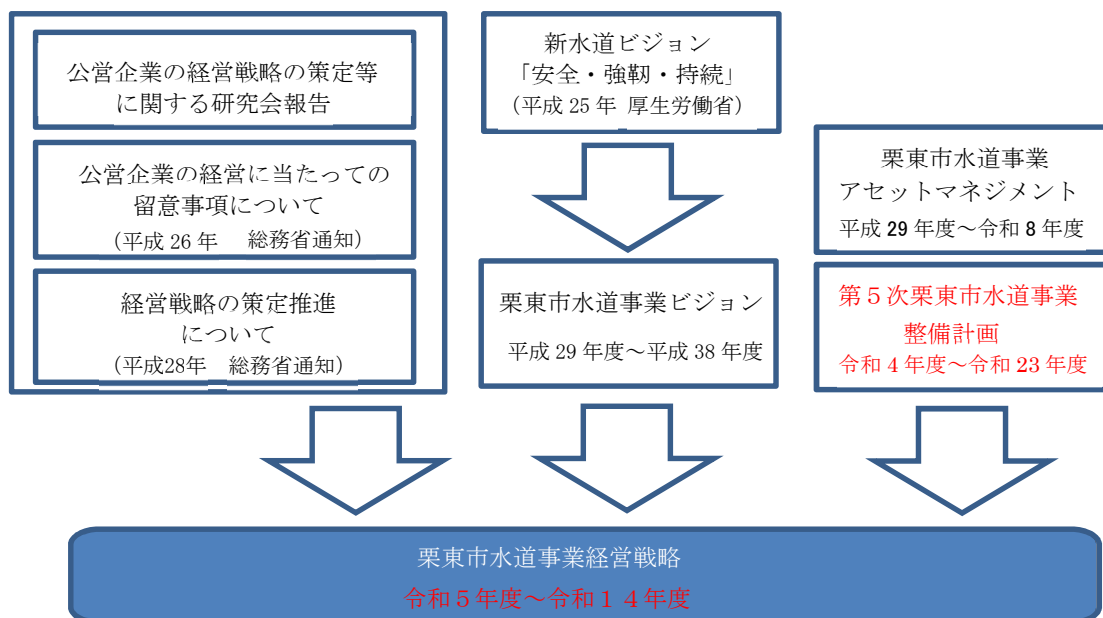 公営企業の経営戦略の策定等
に関する研究会報告
公営企業の経営に当たっての
留意事項について
(平成 26 年　総務省通知)
経営戦略の策定推進
について
(平成28年　総務省通知)
新水道ビジョン
「安全・強靭・持続」
(平成 25 年 厚生労働省)
栗東市水道事業ビジョン
平成 29 年度～平成 38 年度
栗東市水道事業
アセットマネジメント
平成 29 年度～令和 8 年度
第５次栗東市水道事業
整備計画
令和 4 年度～令和 23 年度
栗東市水道事業経営戦略
令和５年度～令和１４年度